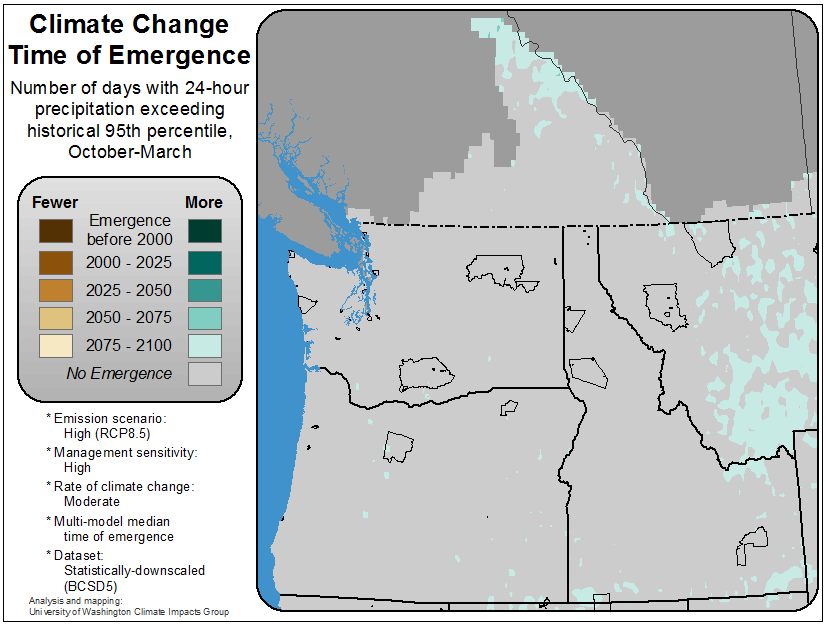 Climate Change
Time of Emergence
Number of days with 24-hour
precipitation exceeding
historical 95th percentile,
October-March
Fewer More
Emergence
before 2000
2000 - 2025
2025 - 2050
2050 - 2075
2075 - 2100
No Emergence
* Emission scenario:
High (RCP8.5)
* Management sensitivity:
High
* Rate of climate change:
Moderate
* Multi-model median
time of emergence
* Dataset:
Statistically-downscaled
(BCSD5)
Analysis and mapping:
University of Washington Climate Impacts Group